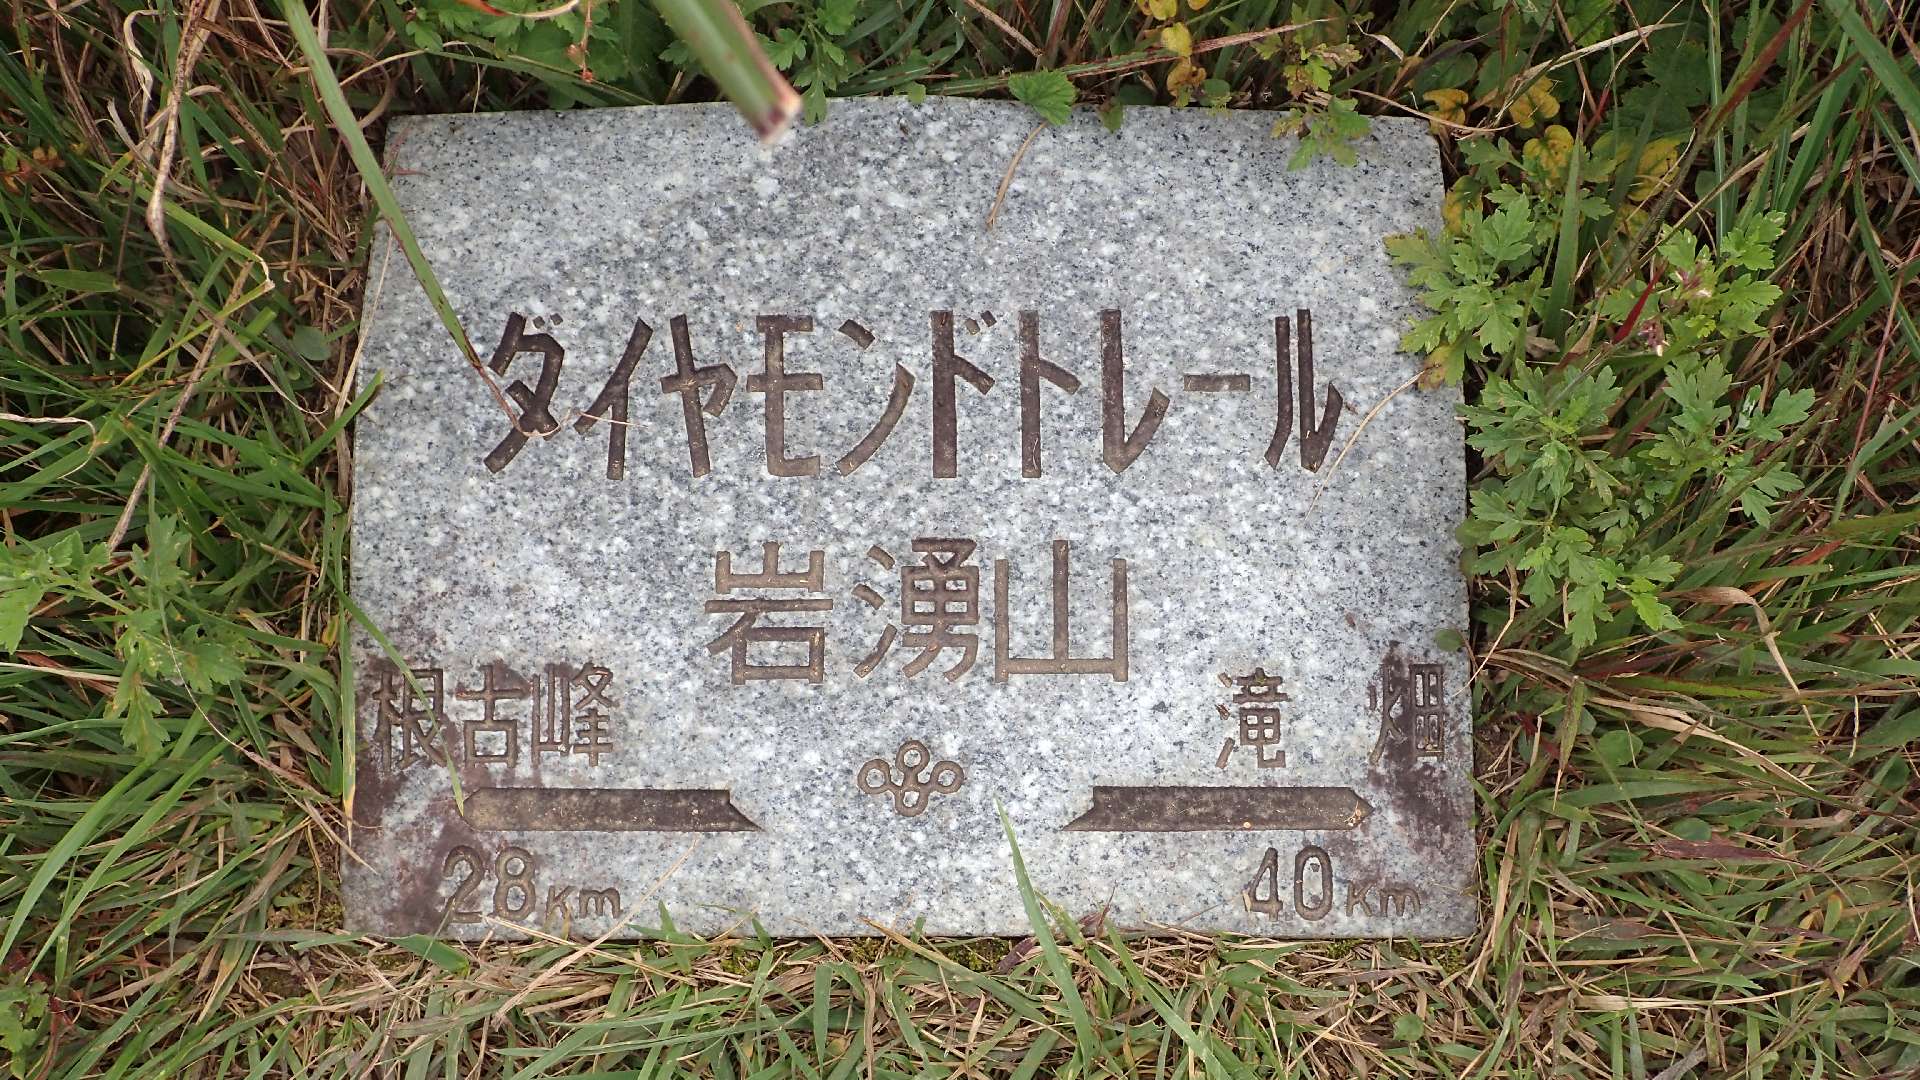 ダイヤモンドトレール
岩湧山
根古峰
滝 畑
28Km
40Km